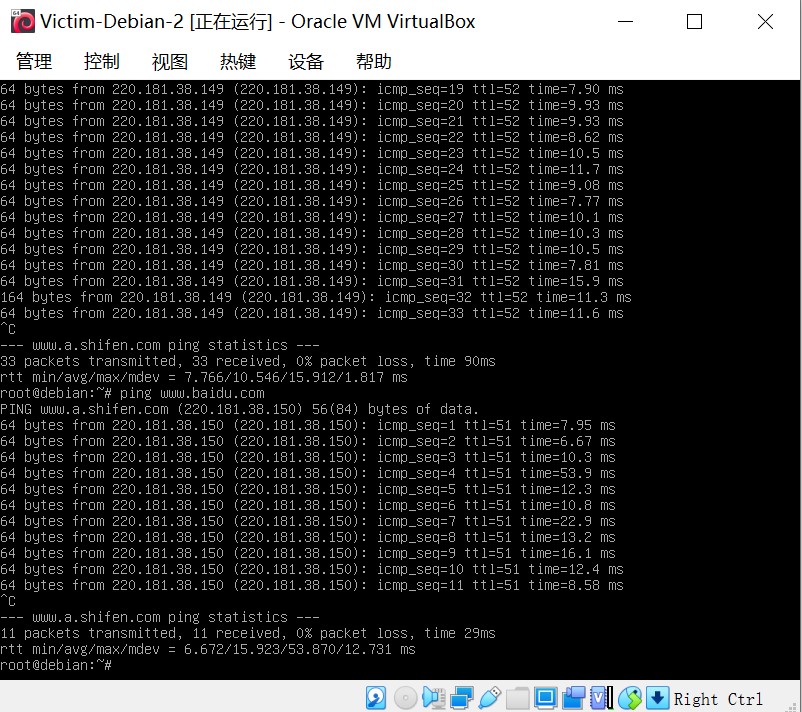 Victim-Debian-2 [正在运行] - Oracle VM VirtualBox
管理 控制 视图 热键 设备 帮助
64 bytes from 220.181.38.149 (220.181.38.149): icmp_seq=19 ttl=52 time=7.90 ms
64 bytes from 220.181.38.149 (220.181.38.149): icmp_seq=20 ttl=52 time=9.93 ms
64 bytes from 220.181.38.149 (220.181.38.149): icmp_seq=21 ttl=52 time=9.93 ms
64 bytes from 220.181.38.149 (220.181.38.149): icmp_seq=22 ttl=52 time=8.62 ms
64 bytes from 220.181.38.149 (220.181.38.149): icmp_seq=23 ttl=52 time=10.5 ms
64 bytes from 220.181.38.149 (220.181.38.149): icmp_seq=24 ttl=52 time=11.7 ms
64 bytes from 220.181.38.149 (220.181.38.149): icmp_seq=25 ttl=52 time=9.08 ms
64 bytes from 220.181.38.149 (220.181.38.149): icmp_seq=26 ttl=52 time=7.77 ms
64 bytes from 220.181.38.149 (220.181.38.149): icmp_seq=27 ttl=52 time=10.1 ms
64 bytes from 220.181.38.149 (220.181.38.149): icmp_seq=28 ttl=52 time=10.3 ms
64 bytes from 220.181.38.149 (220.181.38.149): icmp_seq=29 ttl=52 time=10.5 ms
64 bytes from 220.181.38.149 (220.181.38.149): icmp_seq=30 ttl=52 time=7.81 ms
64 bytes from 220.181.38.149 (220.181.38.149): icmp_seq=31 ttl=52 time=15.9 ms
164 bytes from 220.181.38.149 (220.181.38.149): icmp_seq=32 ttl=52 time=11.3 ms
64 bytes from 220.181.38.149 (220.181.38.149): icmp_seq=33 ttl=52 time=11.6 ms
^C
--- www.a.shifen.com ping statistics ---
33 packets transmitted, 33 received, 0% packet loss, time 90ms
rtt min/avg/max/mdev = 7.766/10.546/15.912/1.817 ms
root@debian:~# ping www.baidu.com
PING www.a.shifen.com (220.181.38.150) 56(84) bytes of data.
64 bytes from 220.181.38.150 (220.181.38.150): icmp_seq=1 ttl=51 time=7.95 ms
64 bytes from 220.181.38.150 (220.181.38.150): icmp_seq=2 ttl=51 time=6.67 ms
64 bytes from 220.181.38.150 (220.181.38.150): icmp_seq=3 ttl=51 time=10.3 ms
64 bytes from 220.181.38.150 (220.181.38.150): icmp_seq=4 ttl=51 time=53.9 ms
64 bytes from 220.181.38.150 (220.181.38.150): icmp_seq=5 ttl=51 time=12.3 ms
64 bytes from 220.181.38.150 (220.181.38.150): icmp_seq=6 ttl=51 time=10.8 ms
64 bytes from 220.181.38.150 (220.181.38.150): icmp_seq=7 ttl=51 time=22.9 ms
64 bytes from 220.181.38.150 (220.181.38.150): icmp_seq=8 ttl=51 time=13.2 ms
64 bytes from 220.181.38.150 (220.181.38.150): icmp_seq=9 ttl=51 time=16.1 ms
64 bytes from 220.181.38.150 (220.181.38.150): icmp_seq=10 ttl=51 time=12.4 ms
64 bytes from 220.181.38.150 (220.181.38.150): icmp_seq=11 ttl=51 time=8.58 ms
^C
--- www.a.shifen.com ping statistics ---
11 packets transmitted, 11 received, 0% packet loss, time 29ms
rtt min/avg/max/mdev = 6.672/15.923/53.870/12.731 ms
root@debian:~#
Right Ctrl